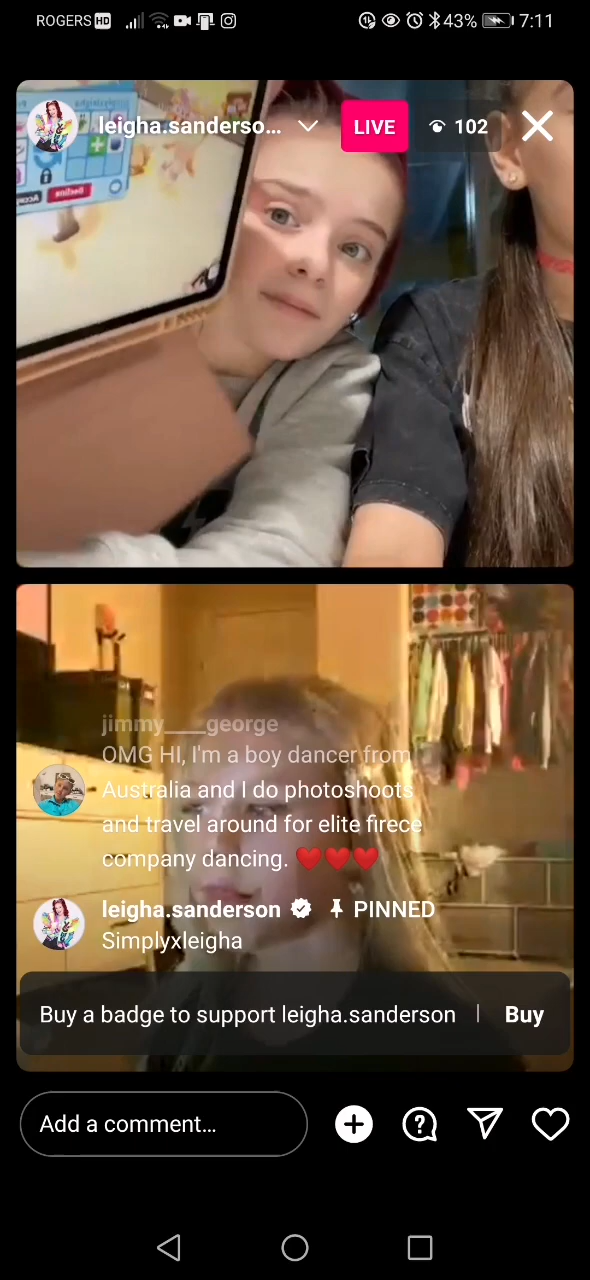 ROGERS HD 43% 7:11
leigha.sanderso... LIVE 102
jimmy___george
OMG HI, I'm a boy dancer from
Australia and I do photoshoots
and travel around for elite firece
company dancing. ❤️❤️❤️
leigha.sanderson PINNED
Simplyxleigha
Buy a badge to support leigha.sanderson | Buy
Add a comment...